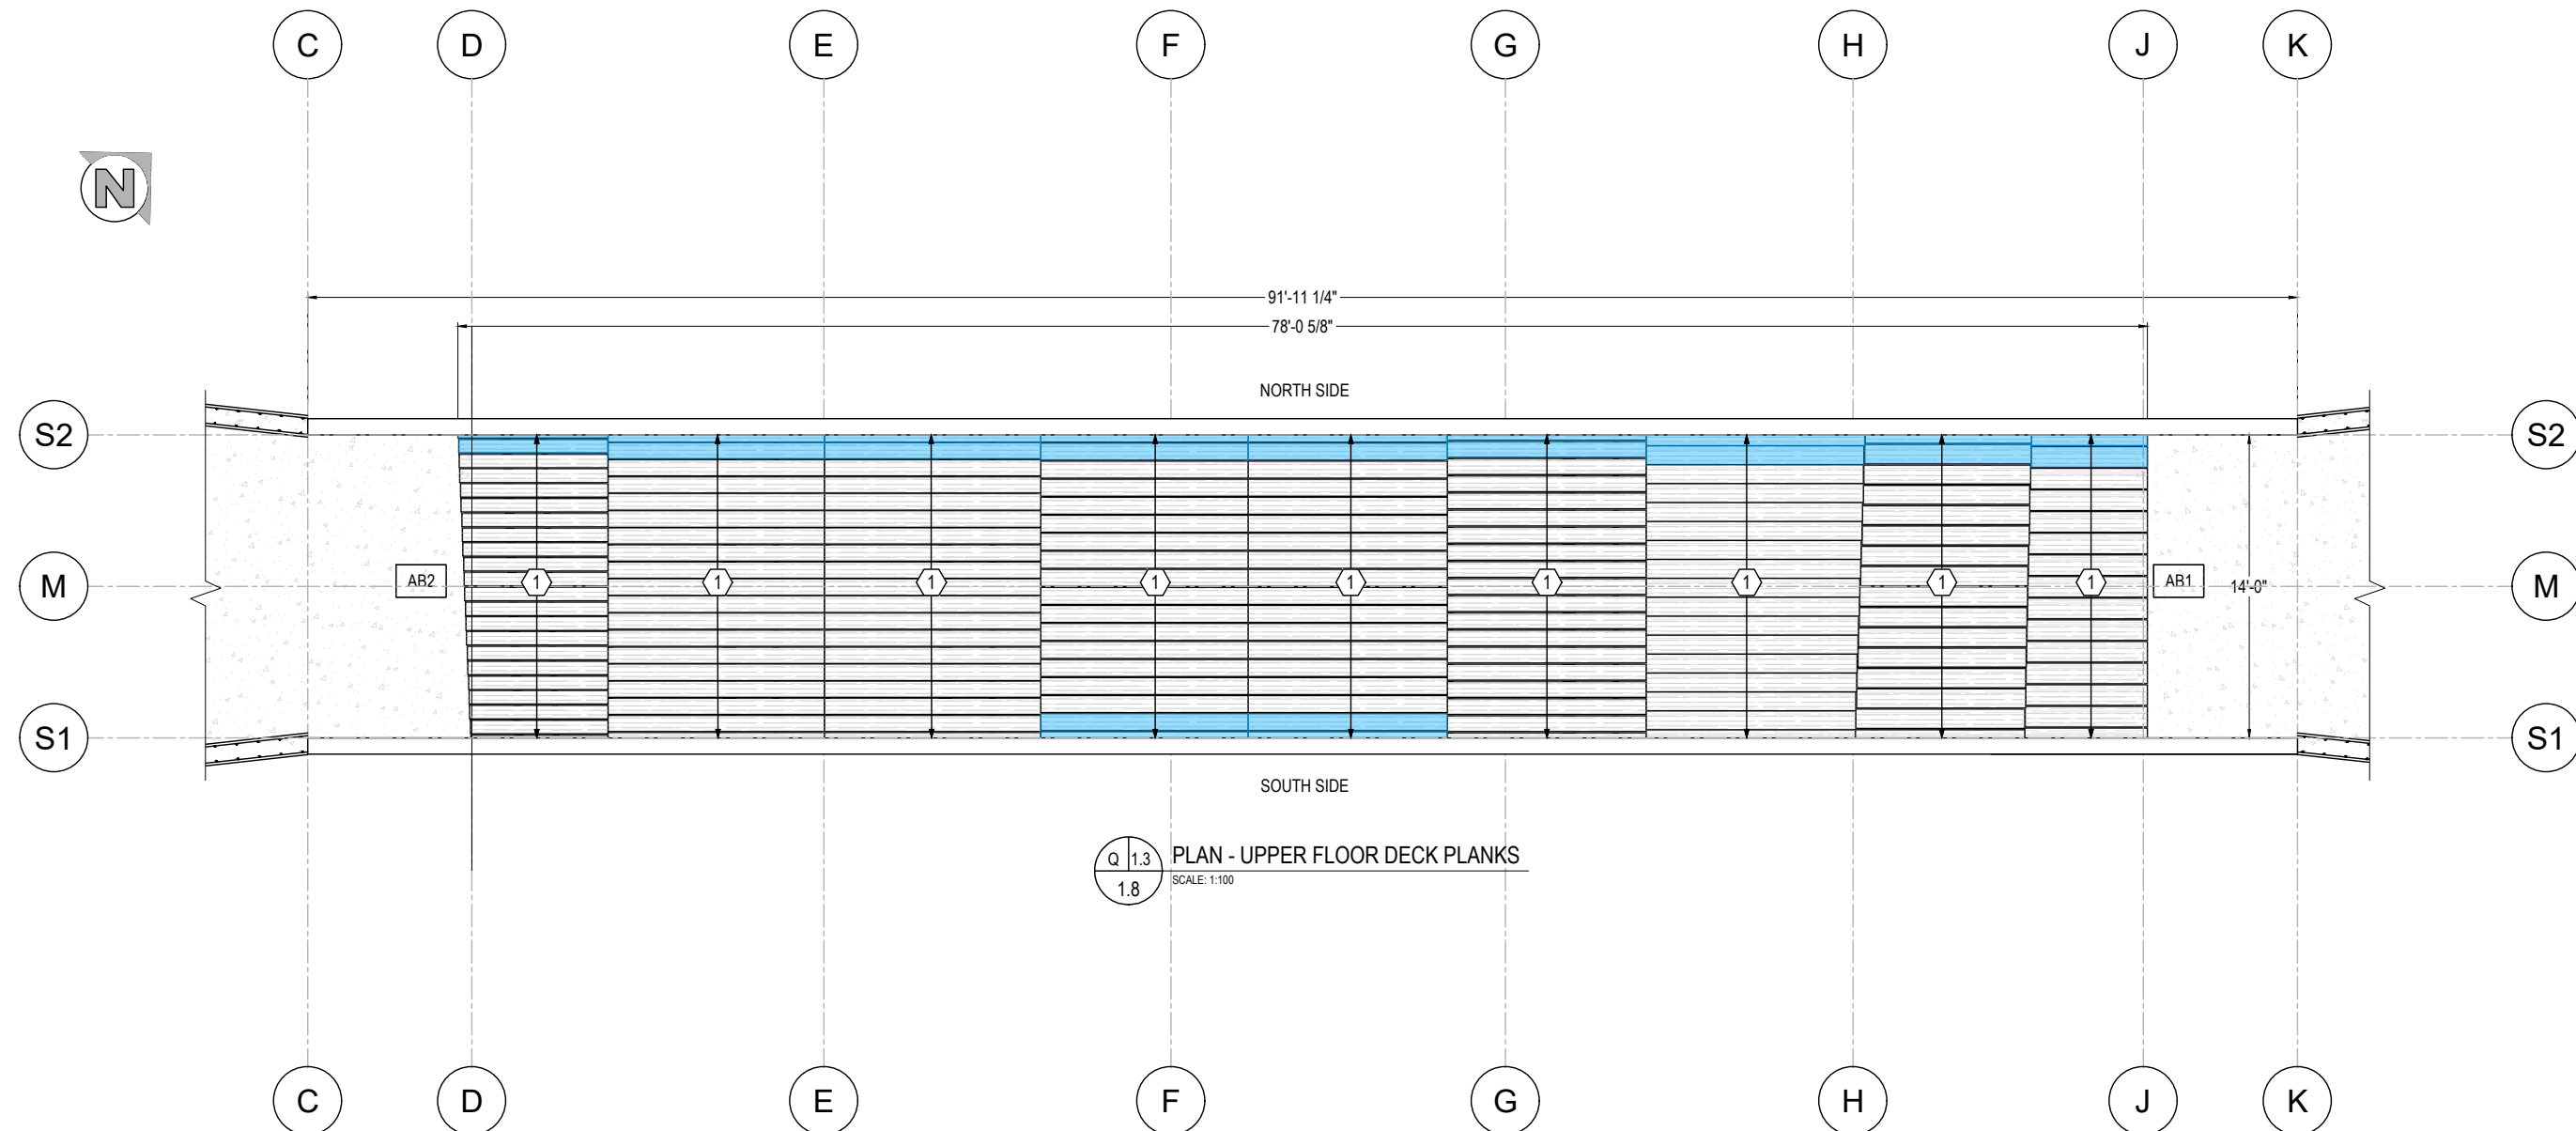 C D E F G H J K
N
91'-11 1/4"
78'-0 5/8"
NORTH SIDE
S2 S2
M AB2 1 1 1 1 1 1 1 1 1 AB1 14'-0" M
S1 S1
SOUTH SIDE
Q 1.3 PLAN - UPPER FLOOR DECK PLANKS
1.8 SCALE: 1:100
C D E F G H J K